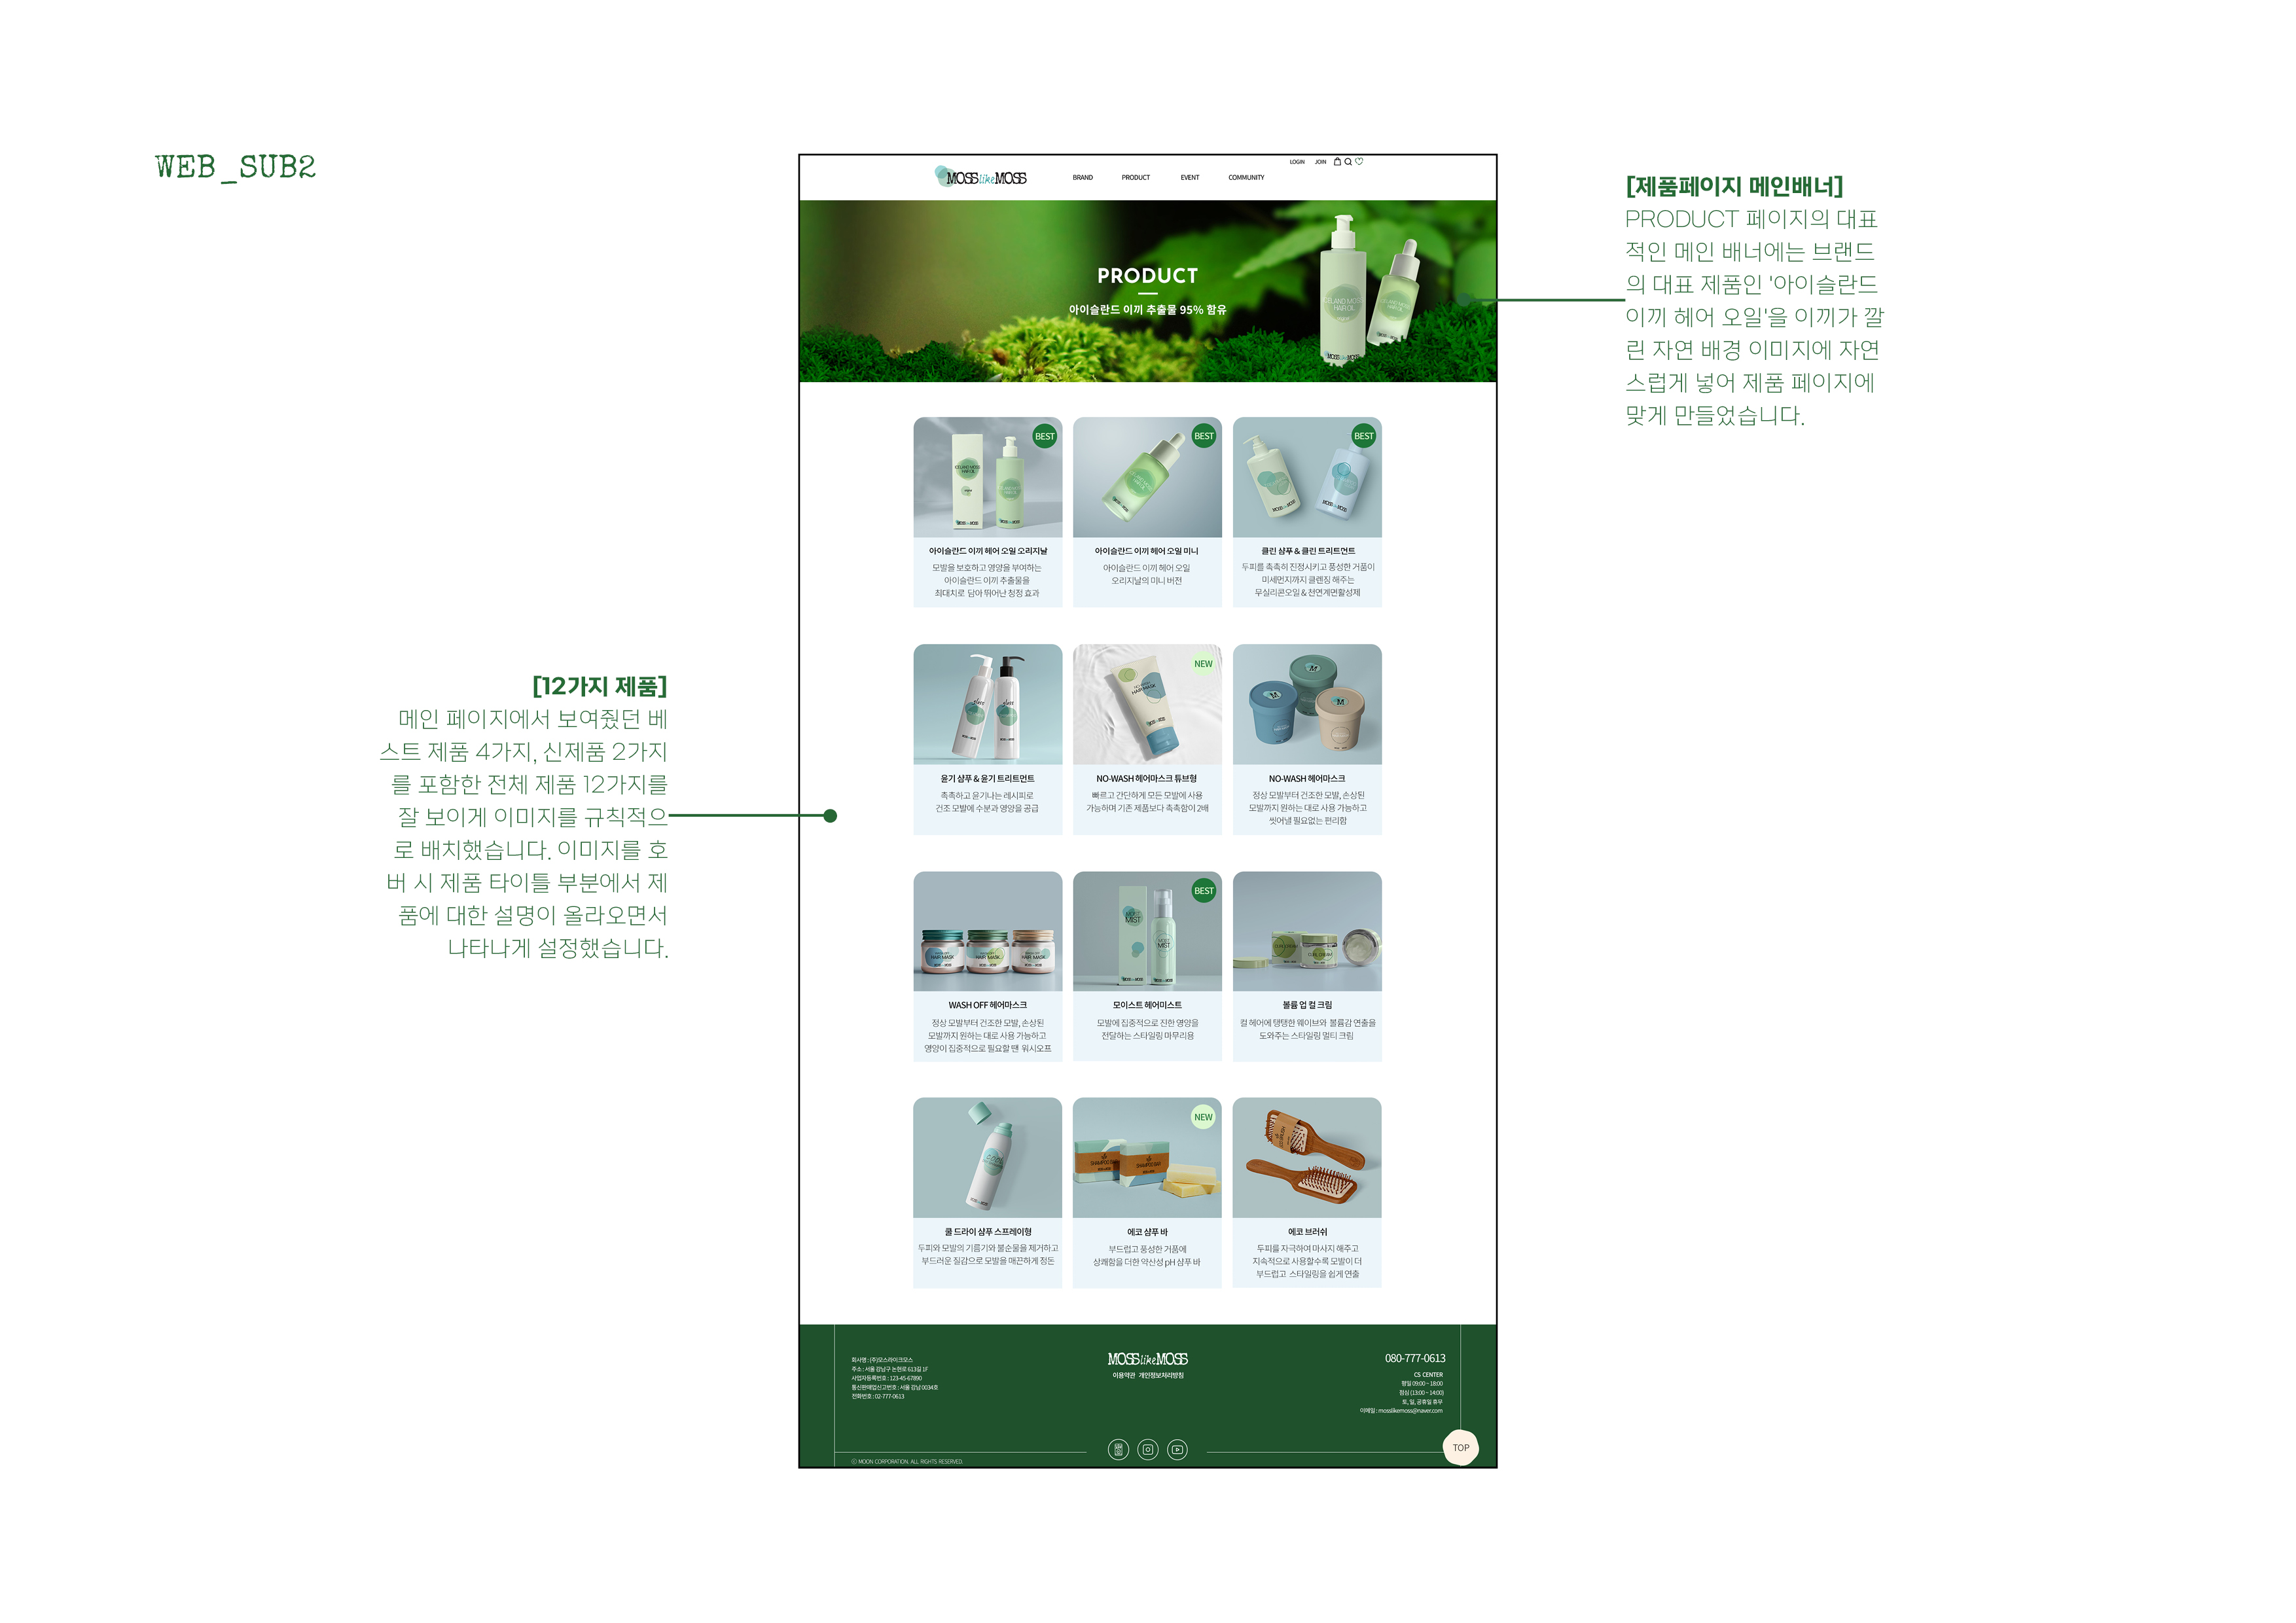 WEB_SUB2
MOSS like MOSS
BRAND
PRODUCT
EVENT
COMMUNITY
LOGIN
JOIN
PRODUCT
아이슬란드 이끼 추출물 95% 함유
[제품페이지 메인배너]
PRODUCT 페이지의 대표
적인 메인 배너에는 브랜드
의 대표 제품인 '아이슬란드
이끼 헤어 오일'을 이끼가 깔
린 자연 배경 이미지에 자연
스럽게 넣어 제품 페이지에
맞게 만들었습니다.
BEST
아이슬란드 이끼 헤어 오일 오리지날
모발을 보호하고 영양을 부여하는
아이슬란드 이끼 추출물을
최대치로 담아 뛰어난 청정 효과
BEST
아이슬란드 이끼 헤어 오일 미니
아이슬란드 이끼 헤어 오일
오리지날의 미니 버전
BEST
클린 샴푸 & 클린 트리트먼트
두피를 촉촉히 진정시키고 풍성한 거품이
미세먼지까지 클렌징 해주는
무실리콘오일 & 천연계면활성제
[12가지 제품]
메인 페이지에서 보여줬던 베
스트 제품 4가지, 신제품 2가지
를 포함한 전체 제품 12가지를
잘 보이게 이미지를 규칙적으
로 배치했습니다. 이미지를 호
버 시 제품 타이틀 부분에서 제
품에 대한 설명이 올라오면서
나타나게 설정했습니다.
윤기 샴푸 & 윤기 트리트먼트
촉촉하고 윤기나는 레시피로
건조 모발에 수분과 영양을 공급
NEW
NO-WASH 헤어마스크 튜브형
빠르고 간단하게 모든 모발에 사용
가능하며 기존 제품보다 촉촉함이 2배
NO-WASH 헤어마스크
정상 모발부터 건조한 모발, 손상된
모발까지 원하는 대로 사용 가능하고
씻어낼 필요없는 편리함
HAIR MASK
HAIR MASK
HAIR MASK
WASH OFF 헤어마스크
정상 모발부터 건조한 모발, 손상된
모발까지 원하는 대로 사용 가능하고
영양이 집중적으로 필요할 땐 워시오프
BEST
MOIST
MIST
MOIST
MIST
모이스트 헤어미스트
모발에 집중적으로 진한 영양을
전달하는 스타일링 마무리용
CURL CREAM
볼륨 업 컬 크림
컬 헤어에 탱탱한 웨이브와 볼륨감 연출을
도와주는 스타일링 멀티 크림
쿨 드라이 샴푸 스프레이형
두피와 모발의 기름기와 불순물을 제거하고
부드러운 질감으로 모발을 매끈하게 정돈
NEW
SHAMPOO BAR
SHAMPOO BAR
에코 샴푸 바
부드럽고 풍성한 거품에
상쾌함을 더한 약산성 pH 샴푸 바
에코 브러쉬
두피를 자극하여 마사지 해주고
지속적으로 사용할수록 모발이 더
부드럽고 스타일링을 쉽게 연출
회사명 : (주)모스라이크모스
주소 : 서울 강남구 논현로 613길 1F
사업자등록번호 : 123-45-67890
통신판매업신고번호 : 서울 강남 0034호
전화번호 : 02-777-0613
MOSS like MOSS
이용약관 개인정보처리방침
080-777-0613
CS CENTER
평일 09:00 ~ 18:00
점심 (13:00 ~ 14:00)
토, 일, 공휴일 휴무
이메일 : mosslikemoss@naver.com
TOP
ⓒ MOON CORPORATION. ALL RIGHTS RESERVED.